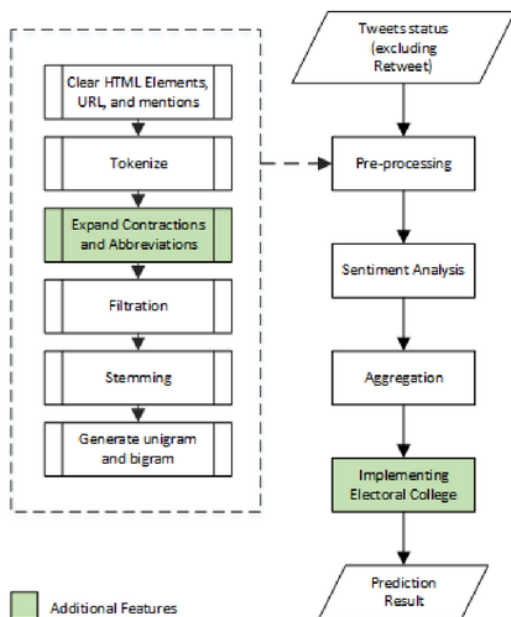 Clear HTML Elements,
URL, and mentions
Tokenize
Expand Contractions
and Abbreviations
Filtration
Stemming
Generate unigram
and bigram
Additional Features
Tweets status
(excluding
Retweet)
Pre-processing
Sentiment Analysis
Aggregation
Implementing
Electoral College
Prediction
Result